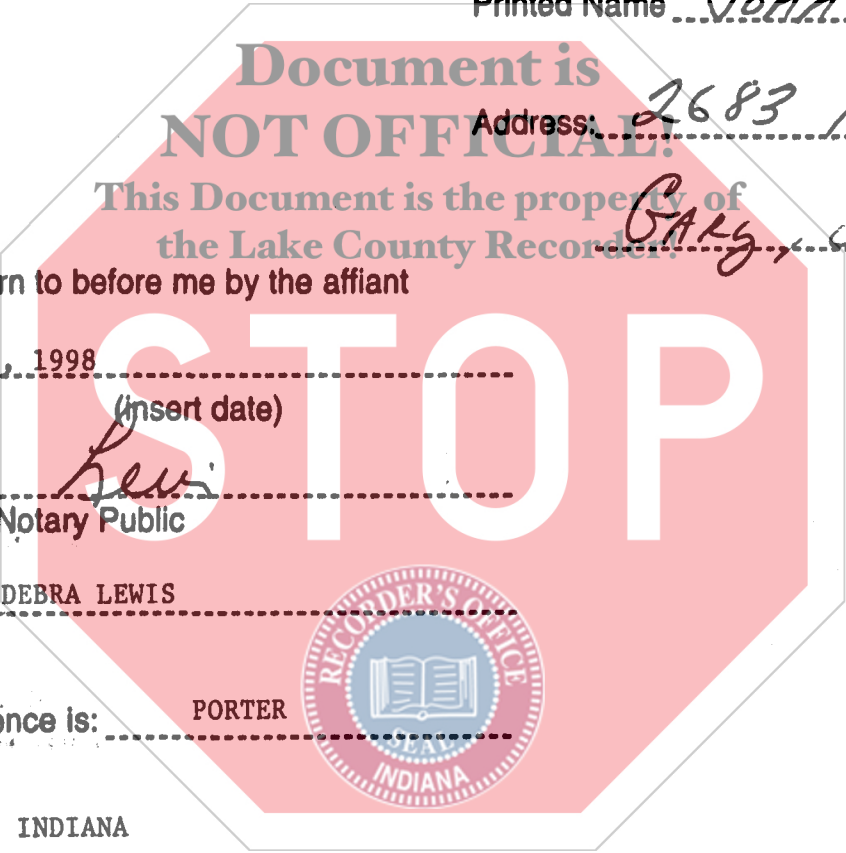 Printed Name
Document is
NOT OFFICIAL!
Address: 2683
This Document is the property of
Gary,
the Lake County Recorder!
rn to before me by the affiant
, 1998
(insert date)
STOP
Lewis
Notary Public
DEBRA LEWIS
RECORDER'S OFFICE
nce is: PORTER
SEAL
INDIANA
INDIANA